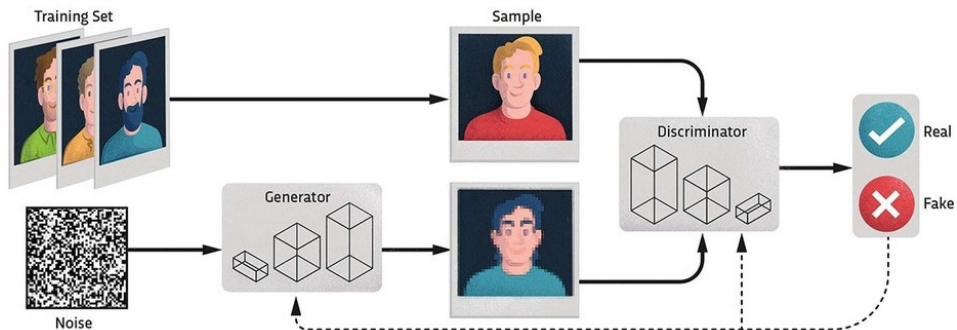 Training Set
Sample
Discriminator
Real
Generator
Fake
Noise